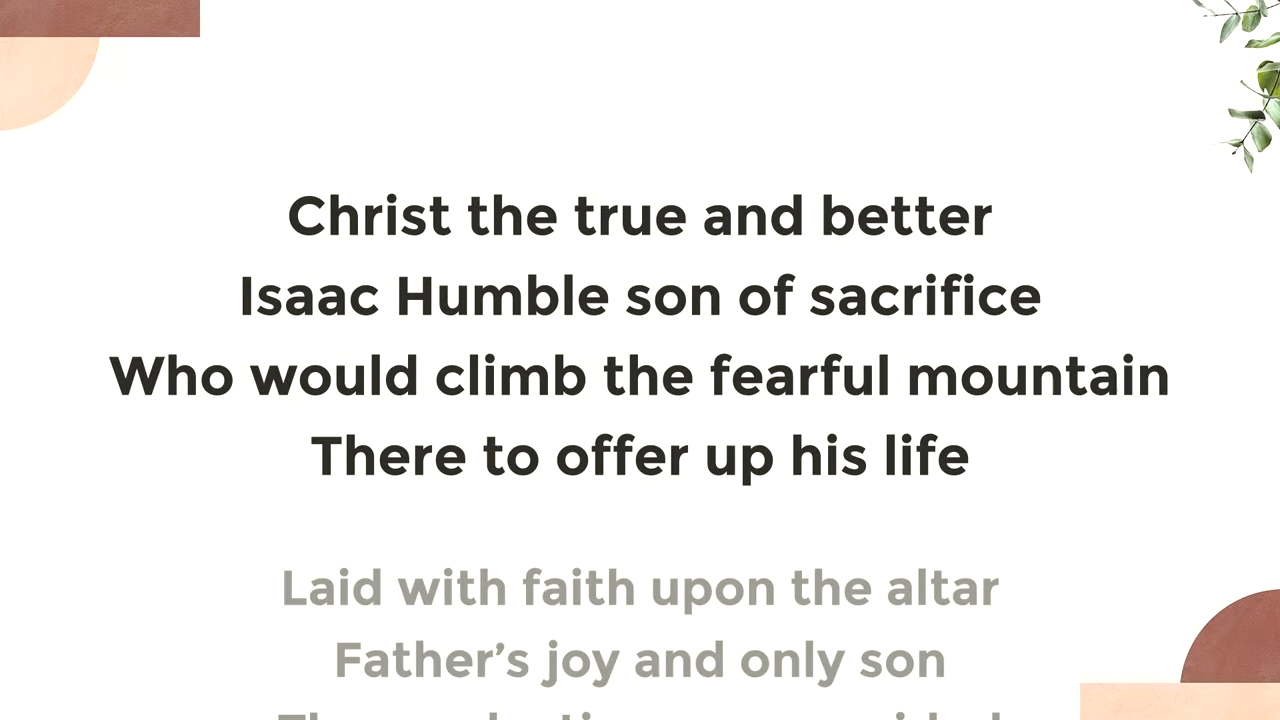 Christ the true and better
Isaac Humble son of sacrifice
Who would climb the fearful mountain
There to offer up his life
Laid with faith upon the altar
Father’s joy and only son